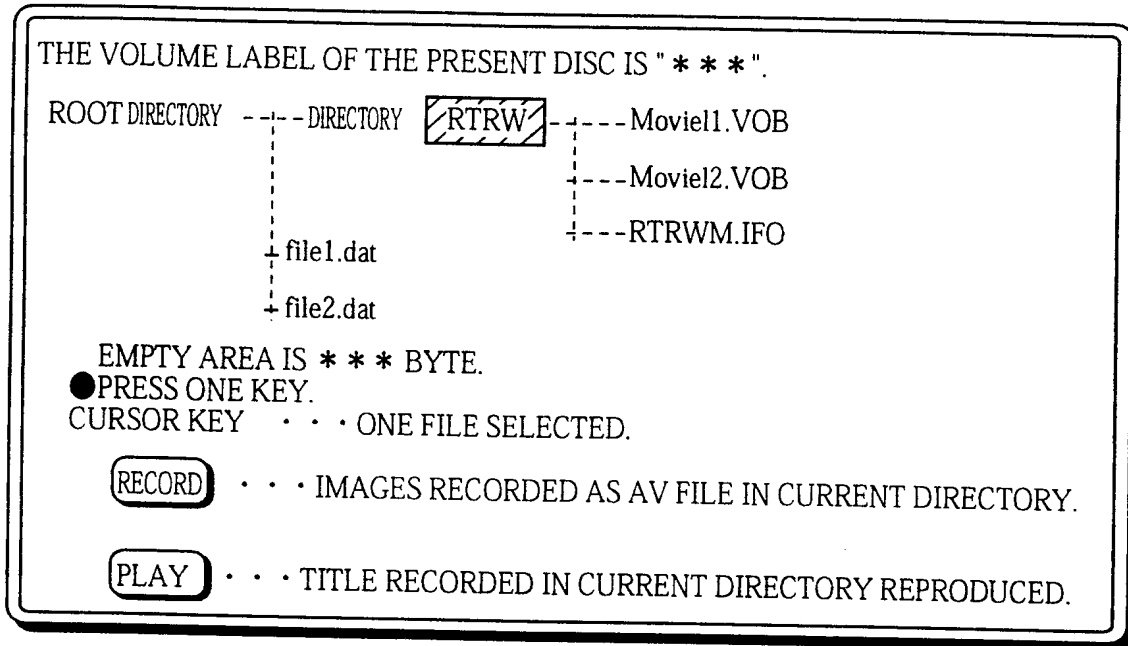 THE VOLUME LABEL OF THE PRESENT DISC IS " * * * ".
ROOT DIRECTORY DIRECTORY RTRW Moviel1.VOB
Moviel2.VOB
RTRWM.IFO
file1.dat
file2.dat
EMPTY AREA IS * * * BYTE.
●PRESS ONE KEY.
CURSOR KEY · · · ONE FILE SELECTED.
RECORD · · · IMAGES RECORDED AS AV FILE IN CURRENT DIRECTORY.
PLAY · · · TITLE RECORDED IN CURRENT DIRECTORY REPRODUCED.